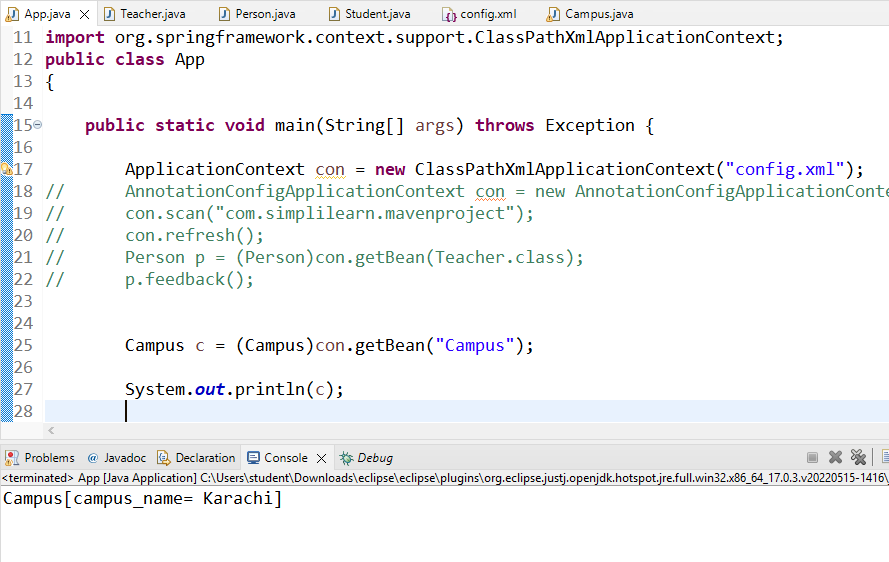 App.java Teacher.java Person.java Student.java config.xml Campus.java
11 import org.springframework.context.support.ClassPathXmlApplicationContext;
12 public class App
13 {
14
15 public static void main(String[] args) throws Exception {
16
17 ApplicationContext con = new ClassPathXmlApplicationContext("config.xml");
18 // AnnotationConfigApplicationContext con = new AnnotationConfigApplicationConte
19 // con.scan("com.simplilearn.mavenproject");
20 // con.refresh();
21 // Person p = (Person)con.getBean(Teacher.class);
22 // p.feedback();
23
24
25 Campus c = (Campus)con.getBean("Campus");
26
27 System.out.println(c);
28
Problems @ Javadoc Declaration Console Debug
<terminated> App [Java Application] C:\Users\student\Downloads\eclipse\eclipse\plugins\org.eclipse.justj.openjdk.hotspot.jre.full.win32.x86_64_17.0.3.v20220515-1416\
Campus[campus_name= Karachi]